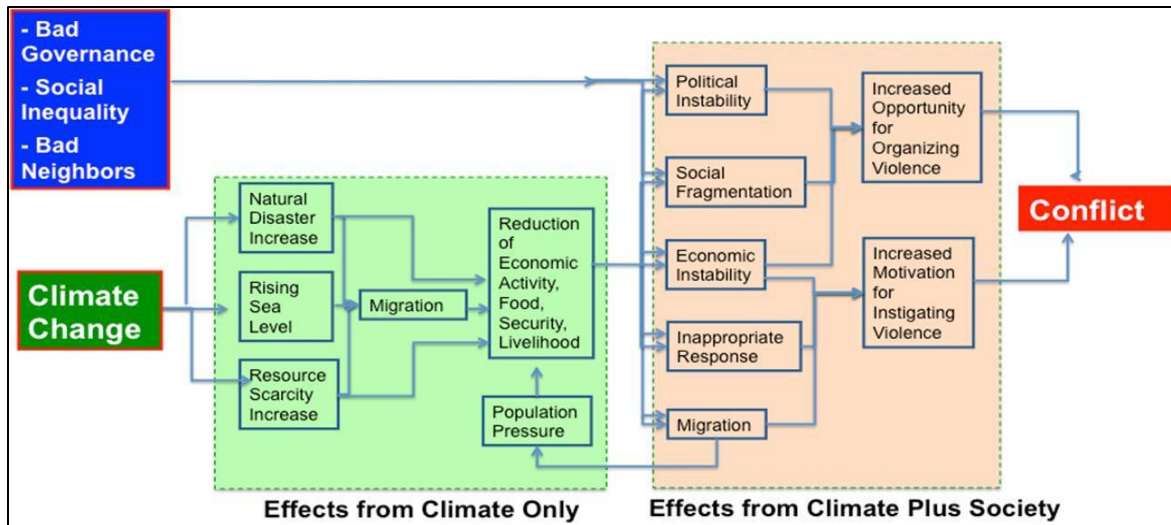 - Bad
Governance
- Social
Inequality
- Bad
Neighbors
Climate
Change
Natural
Disaster
Increase
Rising
Sea
Level
Resource
Scarcity
Increase
Migration
Reduction
of
Economic
Activity,
Food,
Security,
Livelihood
Population
Pressure
Effects from Climate Only
Political
Instability
Social
Fragmentation
Economic
Instability
Inappropriate
Response
Migration
Increased
Opportunity
for
Organizing
Violence
Increased
Motivation
for
Instigating
Violence
Effects from Climate Plus Society
Conflict